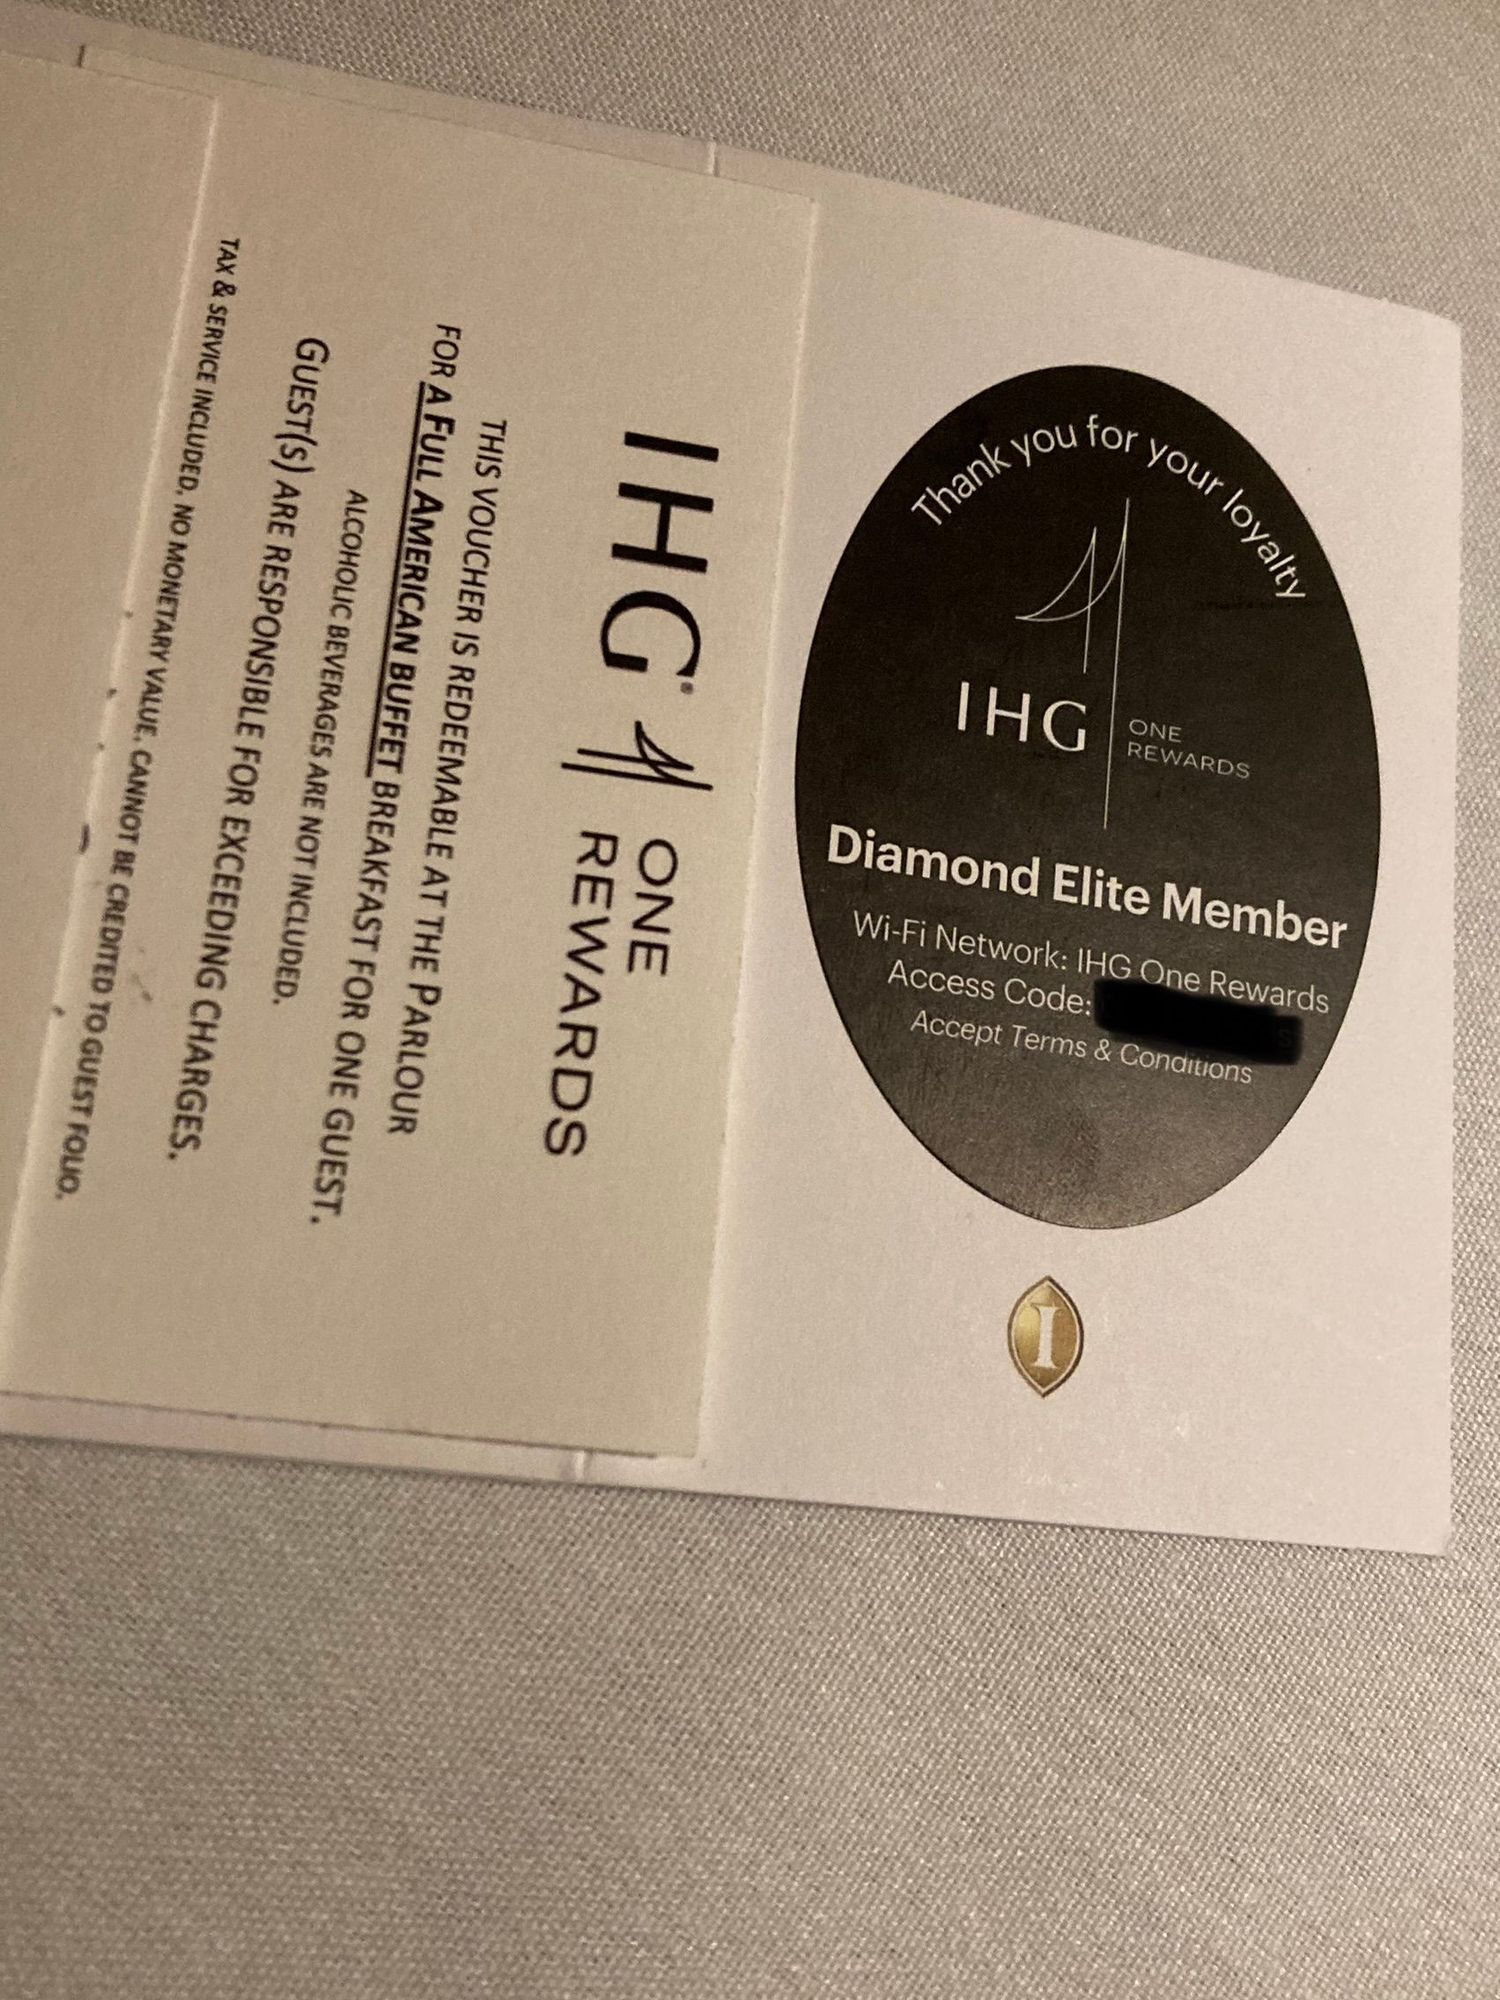 Thank you for your loyalty
IHG
ONE
REWARDS
Diamond Elite Member
Wi-Fi Network: IHG One Rewards
Access Code:
Accept Terms & Conditions
I
IHG® ONE
REWARDS
THIS VOUCHER IS REDEEMABLE AT THE PARLOUR
FOR A FULL AMERICAN BUFFET BREAKFAST FOR ONE GUEST.
ALCOHOLIC BEVERAGES ARE NOT INCLUDED.
GUEST(S) ARE RESPONSIBLE FOR EXCEEDING CHARGES.
TAX & SERVICE INCLUDED, NO MONETARY VALUE, CANNOT BE CREDITED TO GUEST FOLIO.